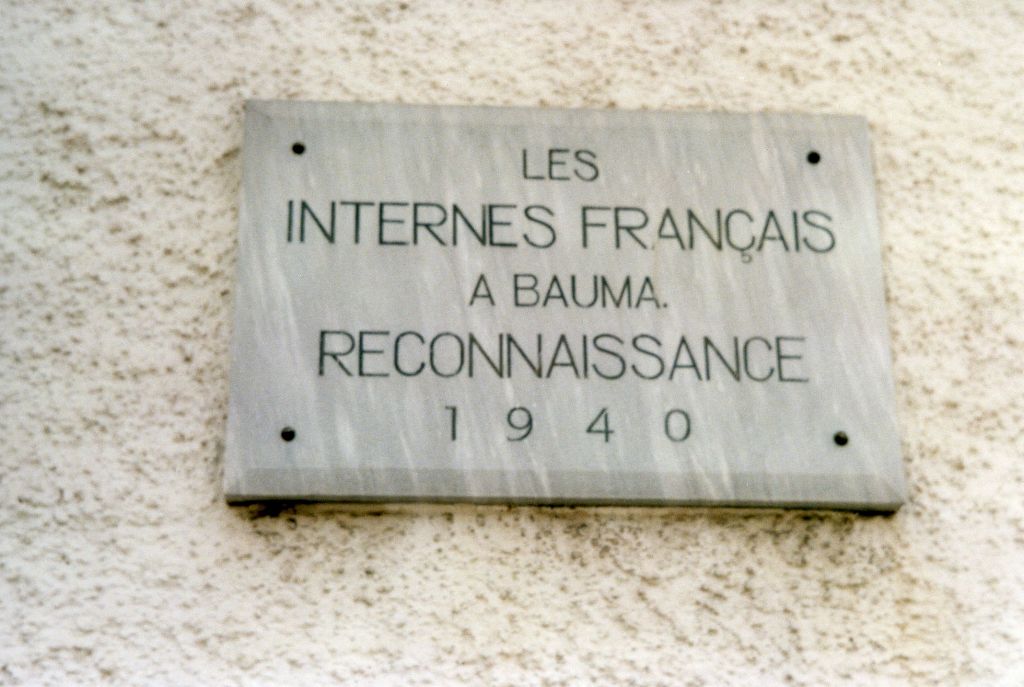 LES
INTERNES FRANÇAIS
A BAUMA.
RECONNAISSANCE
1940